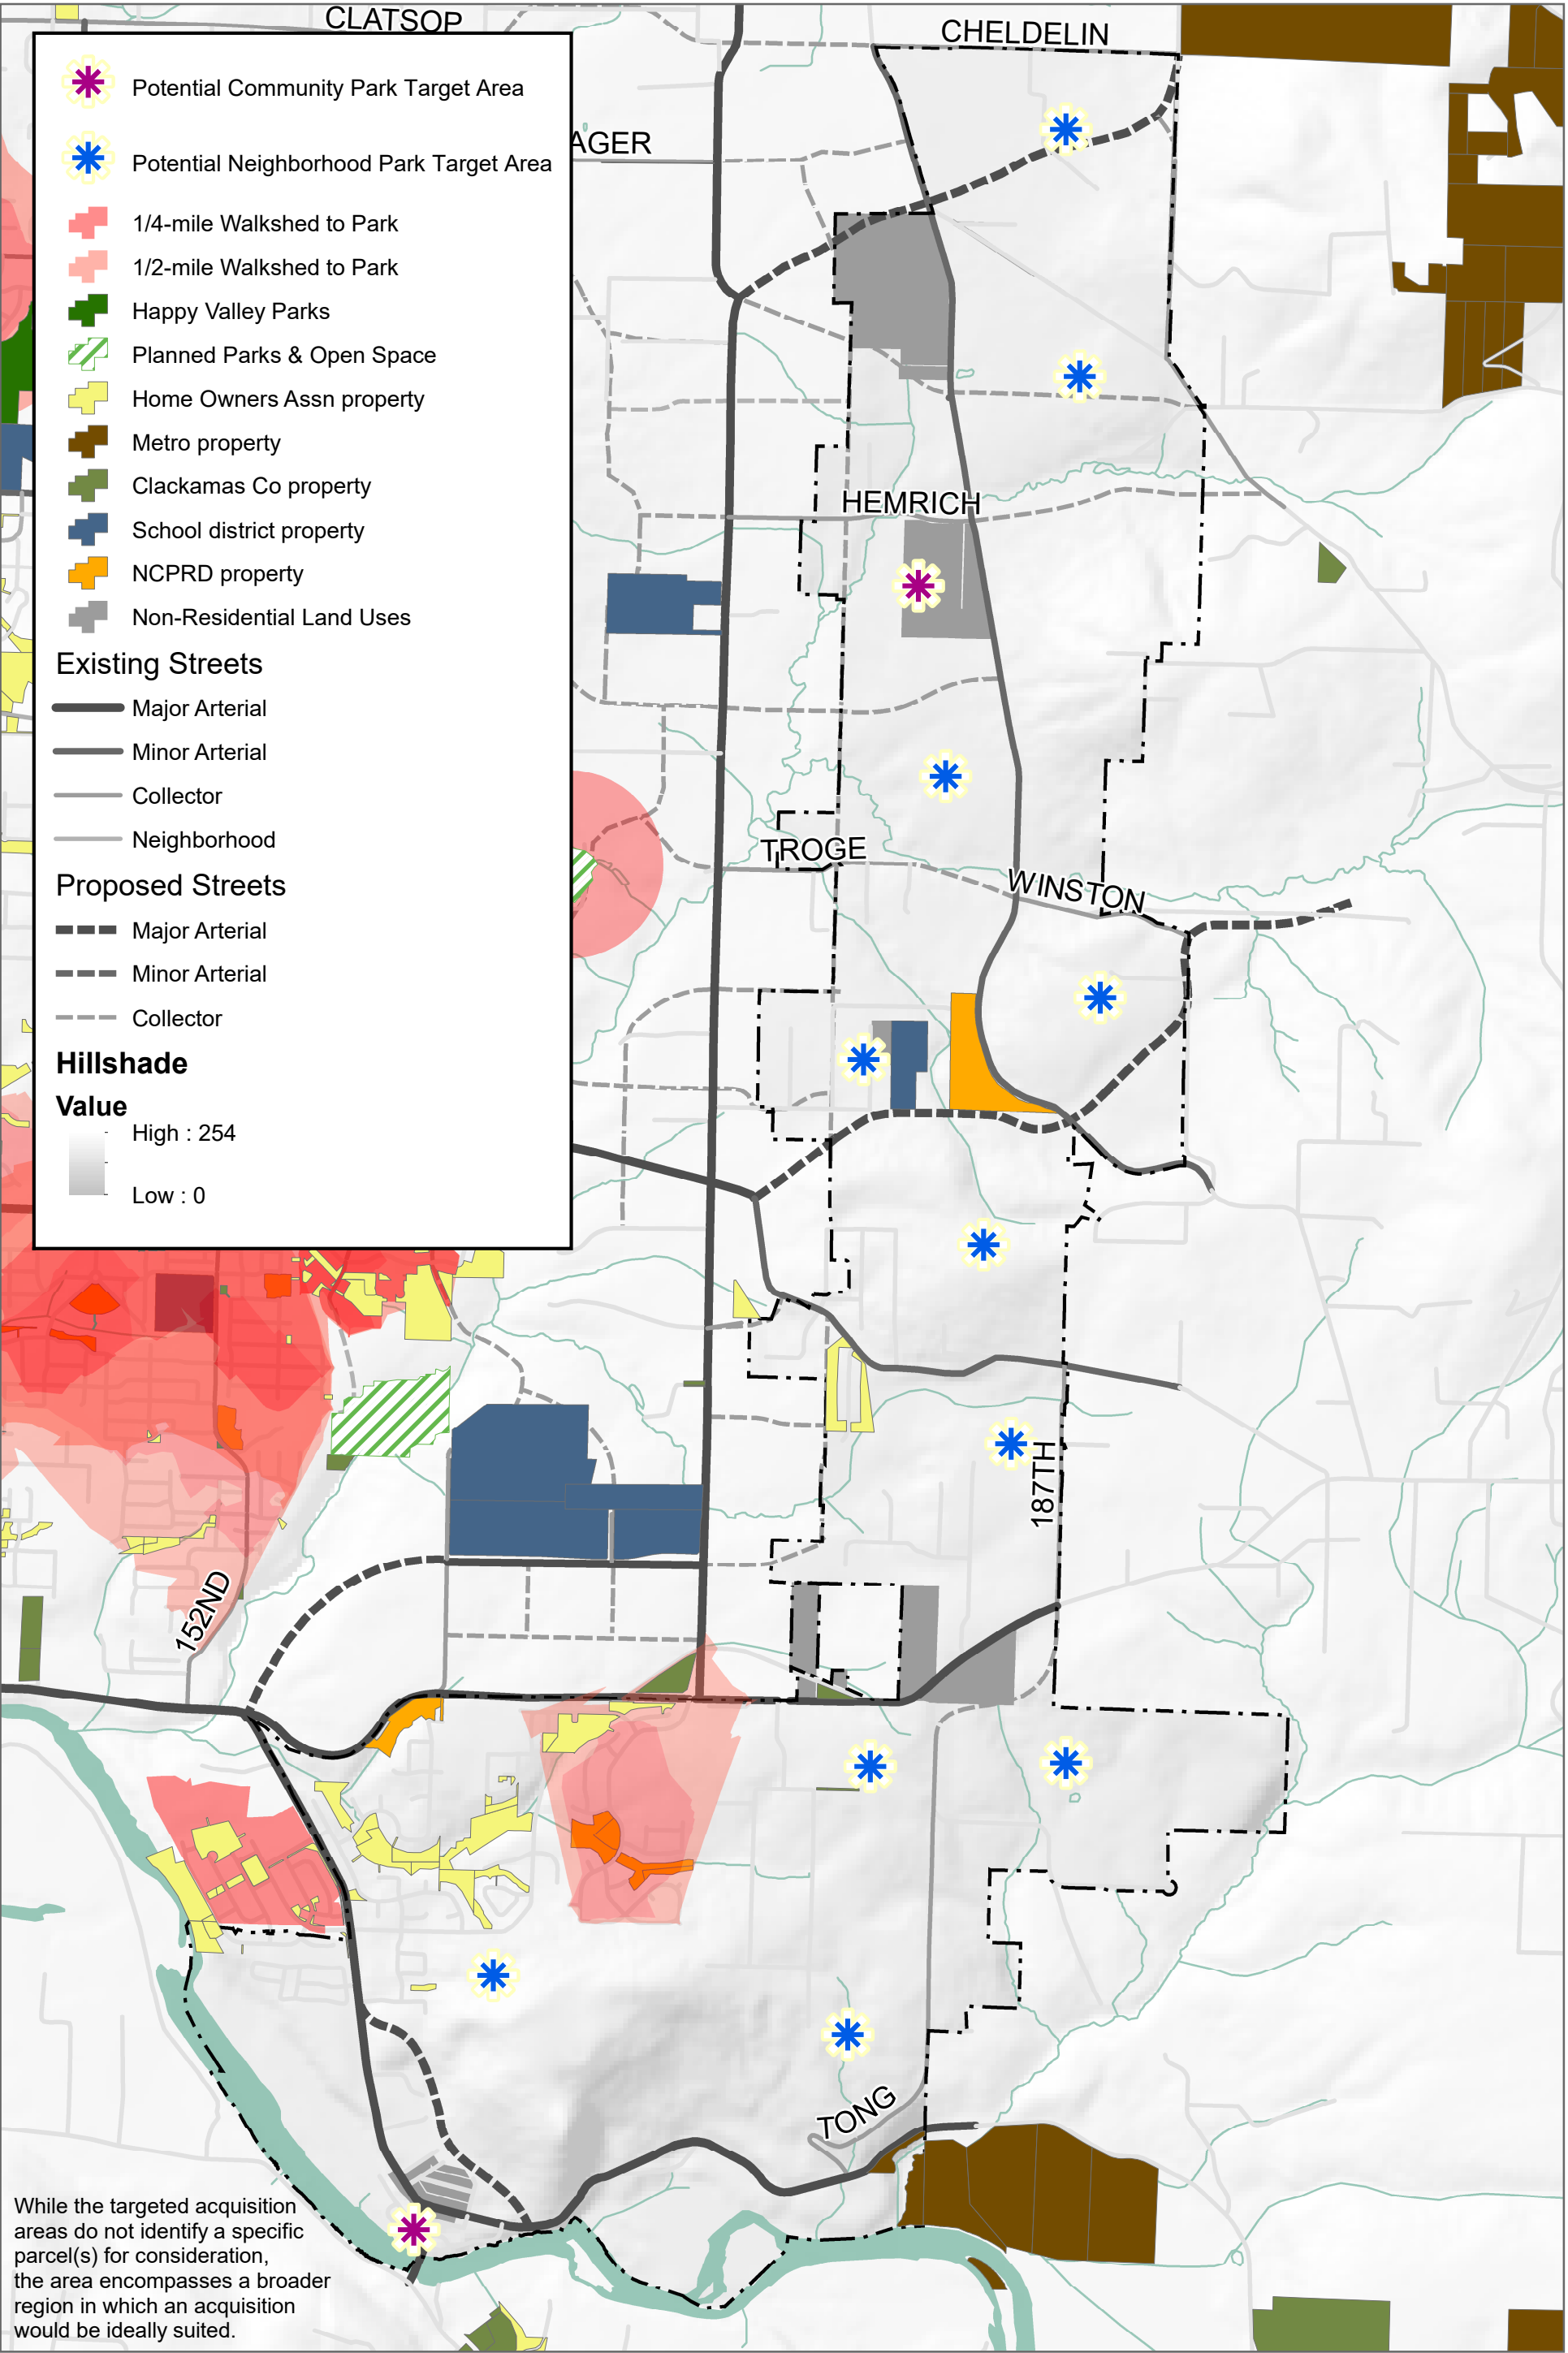 CLATSOP
CHELDELIN
Potential Community Park Target Area
AGER
Potential Neighborhood Park Target Area
1/4-mile Walkshed to Park
1/2-mile Walkshed to Park
Happy Valley Parks
Planned Parks & Open Space
Home Owners Assn property
Metro property
Clackamas Co property
HEMRICH
School district property
NCPRD property
Non-Residential Land Uses
Existing Streets
Major Arterial
Minor Arterial
Collector
Neighborhood
TROGE
WINSTON
Proposed Streets
Major Arterial
Minor Arterial
Collector
Hillshade
Value
High : 254
Low : 0
187TH
152ND
TONG
While the targeted acquisition
areas do not identify a specific
parcel(s) for consideration,
the area encompasses a broader
region in which an acquisition
would be ideally suited.